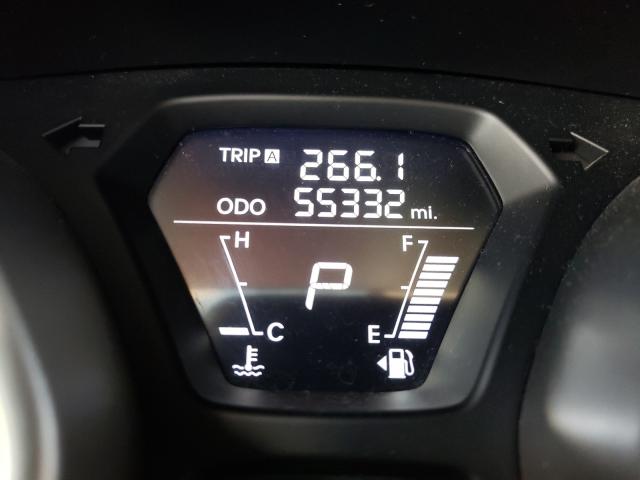 TRIP A 266.1
ODO 55332 mi.
H F
P
C E